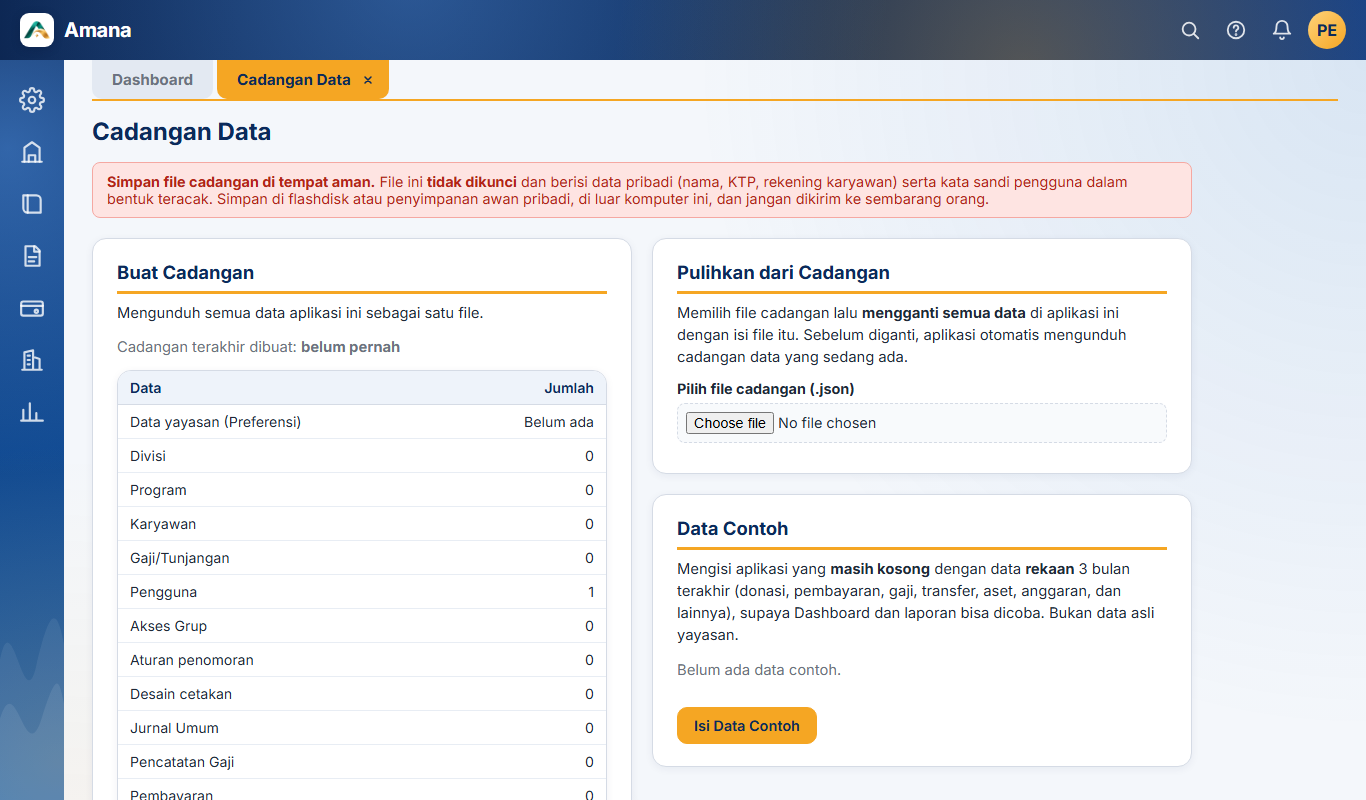 Amana
PE
Dashboard
Cadangan Data ×
Cadangan Data
Simpan file cadangan di tempat aman. File ini tidak dikunci dan berisi data pribadi (nama, KTP, rekening karyawan) serta kata sandi pengguna dalam
bentuk teracak. Simpan di flashdisk atau penyimpanan awan pribadi, di luar komputer ini, dan jangan dikirim ke sembarang orang.
Buat Cadangan
Mengunduh semua data aplikasi ini sebagai satu file.
Cadangan terakhir dibuat: belum pernah
Data Jumlah
Data yayasan (Preferensi) Belum ada
Divisi 0
Program 0
Karyawan 0
Gaji/Tunjangan 0
Pengguna 1
Akses Grup 0
Aturan penomoran 0
Desain cetakan 0
Jurnal Umum 0
Pencatatan Gaji 0
Pembayaran 0
Pulihkan dari Cadangan
Memilih file cadangan lalu mengganti semua data di aplikasi ini
dengan isi file itu. Sebelum diganti, aplikasi otomatis mengunduh
cadangan data yang sedang ada.
Pilih file cadangan (.json)
Choose file No file chosen
Data Contoh
Mengisi aplikasi yang masih kosong dengan data rekaan 3 bulan
terakhir (donasi, pembayaran, gaji, transfer, aset, anggaran, dan
lainnya), supaya Dashboard dan laporan bisa dicoba. Bukan data asli
yayasan.
Belum ada data contoh.
Isi Data Contoh